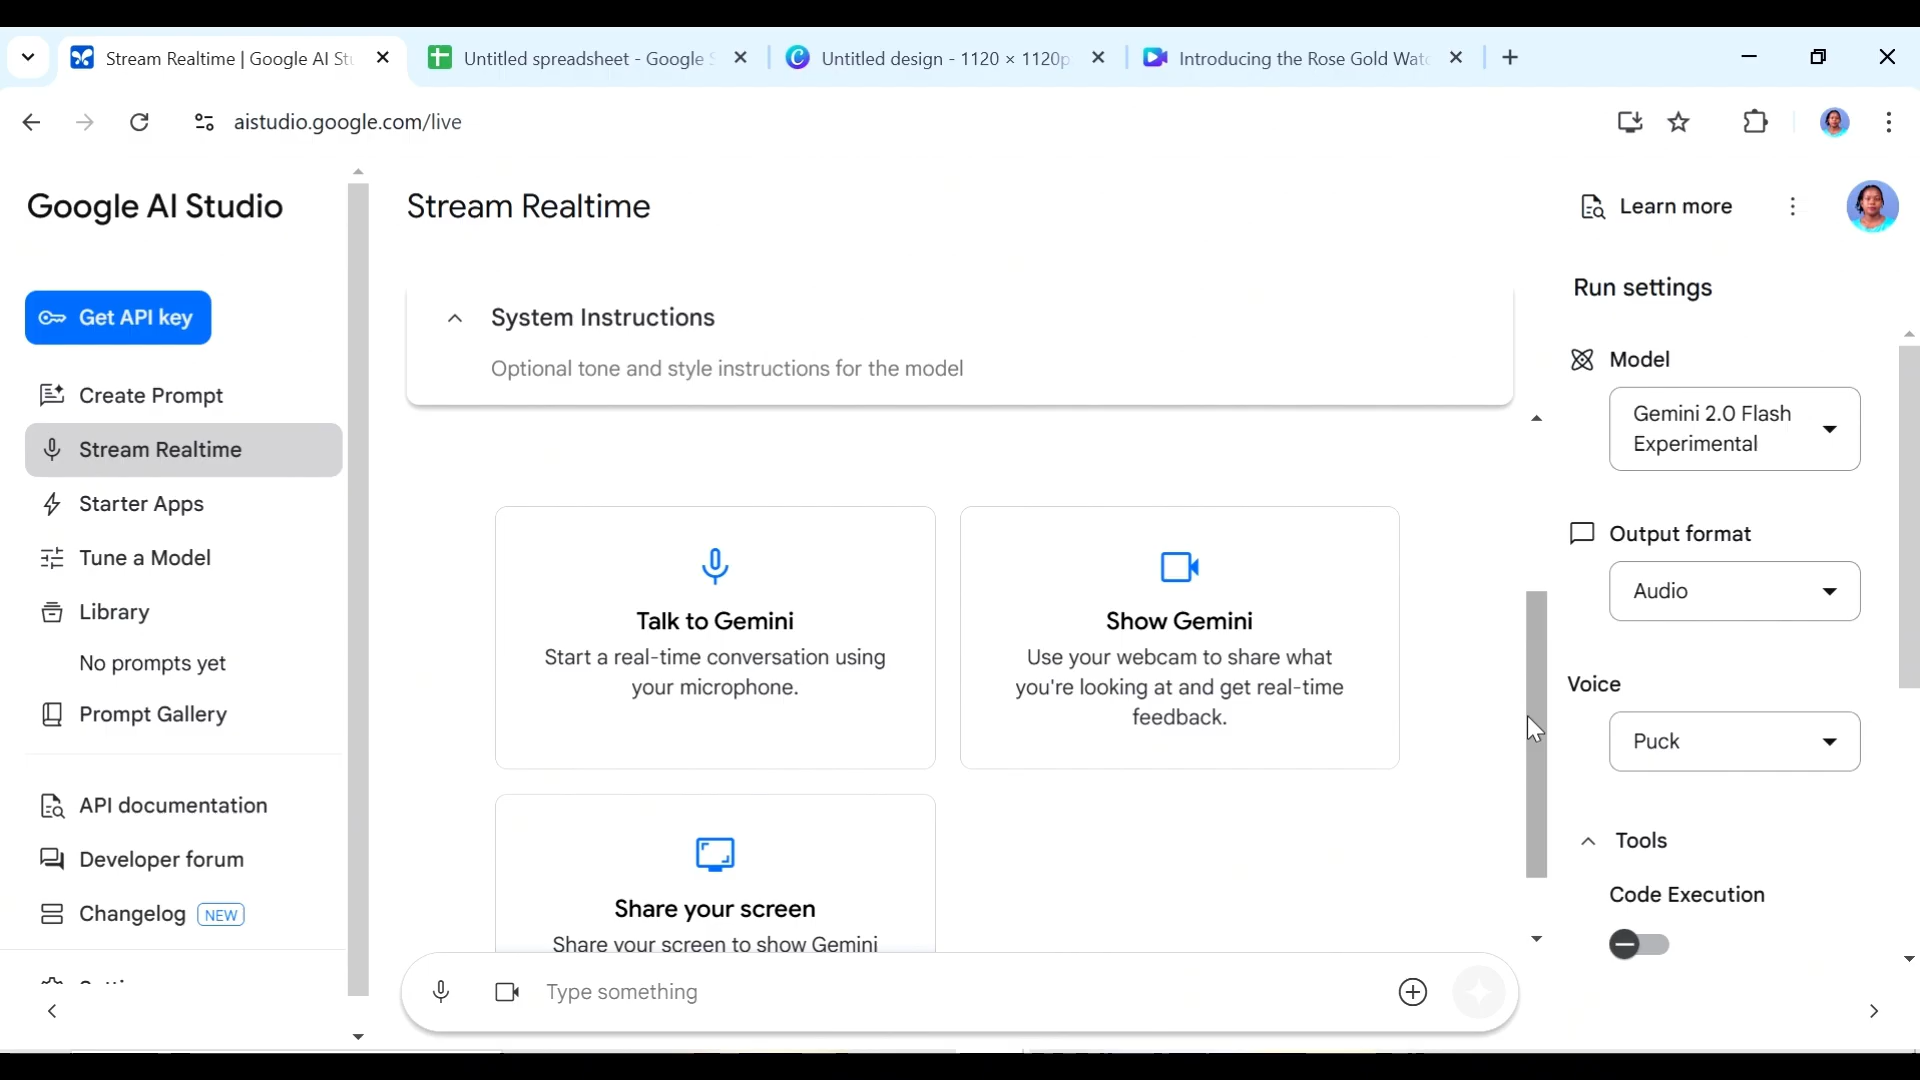 Stream Realtime | Google AI Stu
Untitled spreadsheet - Google S
Untitled design - 1120 × 1120p
Introducing the Rose Gold Watc
aistudio.google.com/live
Google AI Studio
Get API key
Create Prompt
Stream Realtime
Starter Apps
Tune a Model
Library
No prompts yet
Prompt Gallery
API documentation
Developer forum
Changelog NEW
Stream Realtime
System Instructions
Optional tone and style instructions for the model
Talk to Gemini
Start a real-time conversation using
your microphone.
Show Gemini
Use your webcam to share what
you're looking at and get real-time
feedback.
Share your screen
Share your screen to show Gemini
Type something
Learn more
Run settings
Model
Gemini 2.0 Flash
Experimental
Output format
Audio
Voice
Puck
Tools
Code Execution